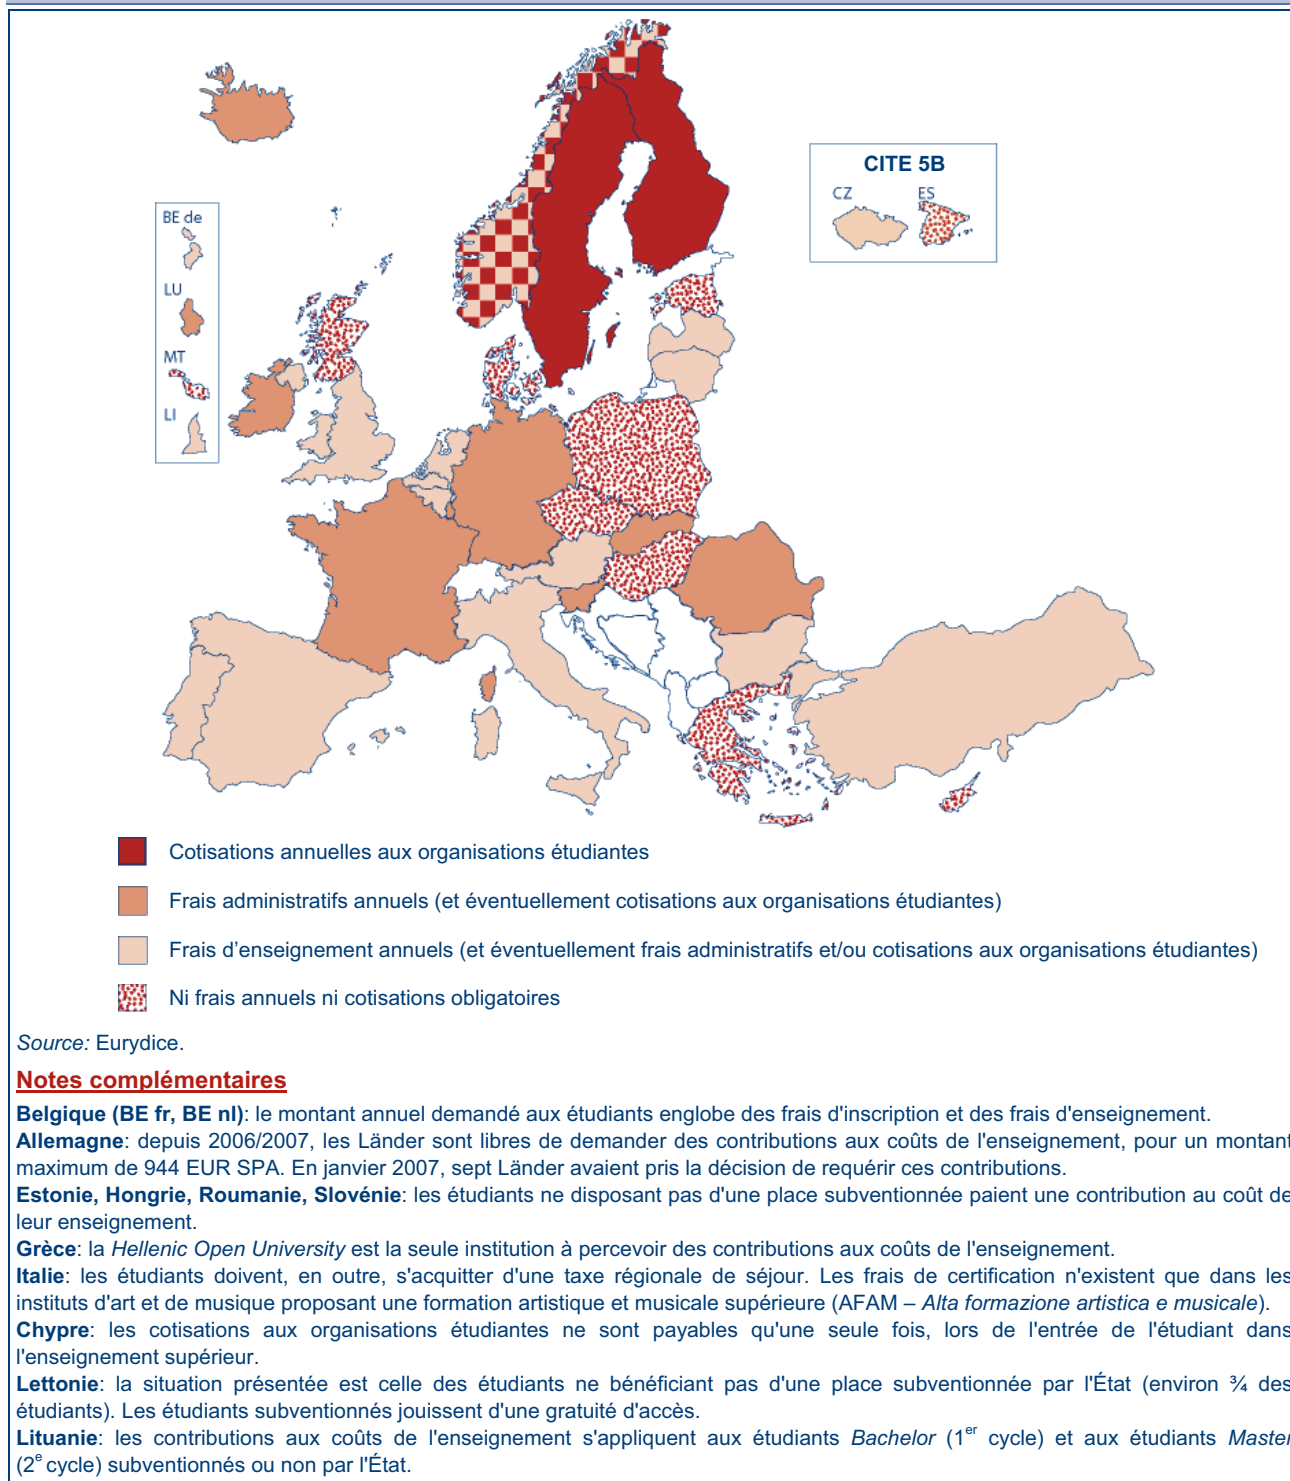 CITE 5B
CZ ES
BE de
LU
MT
LI
Cotisations annuelles aux organisations étudiantes
Frais administratifs annuels (et éventuellement cotisations aux organisations étudiantes)
Frais d'enseignement annuels (et éventuellement frais administratifs et/ou cotisations aux organisations étudiantes)
Ni frais annuels ni cotisations obligatoires
Source: Eurydice.
Notes complémentaires
Belgique (BE fr, BE nl): le montant annuel demandé aux étudiants englobe des frais d'inscription et des frais d'enseignement.
Allemagne: depuis 2006/2007, les Länder sont libres de demander des contributions aux coûts de l'enseignement, pour un montant
maximum de 944 EUR SPA. En janvier 2007, sept Länder avaient pris la décision de requérir ces contributions.
Estonie, Hongrie, Roumanie, Slovénie: les étudiants ne disposant pas d'une place subventionnée paient une contribution au coût de
leur enseignement.
Grèce: la Hellenic Open University est la seule institution à percevoir des contributions aux coûts de l'enseignement.
Italie: les étudiants doivent, en outre, s'acquitter d'une taxe régionale de séjour. Les frais de certification n'existent que dans les
instituts d'art et de musique proposant une formation artistique et musicale supérieure (AFAM – Alta formazione artistica e musicale).
Chypre: les cotisations aux organisations étudiantes ne sont payables qu'une seule fois, lors de l'entrée de l'étudiant dans
l'enseignement supérieur.
Lettonie: la situation présentée est celle des étudiants ne bénéficiant pas d'une place subventionnée par l'État (environ ¾ des
étudiants). Les étudiants subventionnés jouissent d'une gratuité d'accès.
Lituanie: les contributions aux coûts de l'enseignement s'appliquent aux étudiants Bachelor (1er cycle) et aux étudiants Master
(2e cycle) subventionnés ou non par l'État.